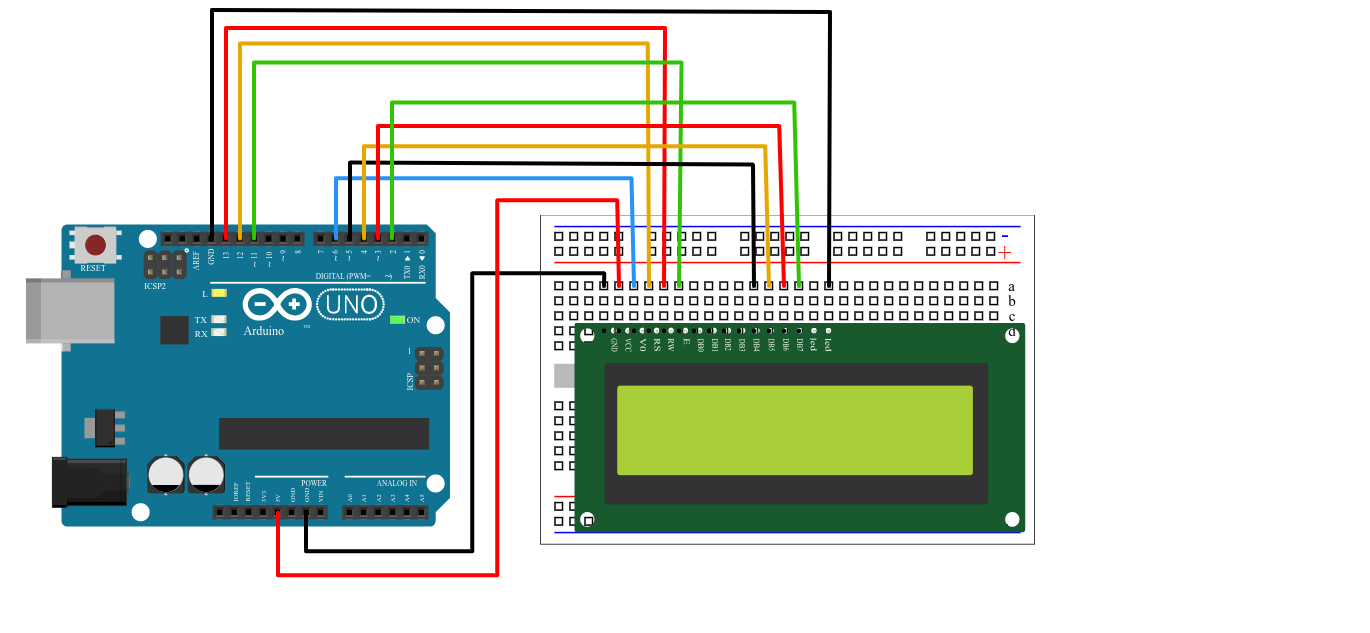 RESET
ICSP2
AREF
GND
13
12
~11
~10
~9
8
7
~6
~5
4
~3
2
TX0 ▶ 1
RX0 ◀ 0
DIGITAL (PWM=
L
TX
RX
UNO
Arduino
TM
ON
1
ICSP
POWER
ANALOG IN
IOREF
RESET
3V3
5V
GND
GND
VIN
A0
A1
A2
A3
A4
A5
-
+
a
b
c
d
GND
VCC
V0
RS
RW
E
DB0
DB1
DB2
DB3
DB4
DB5
DB6
DB7
led
led